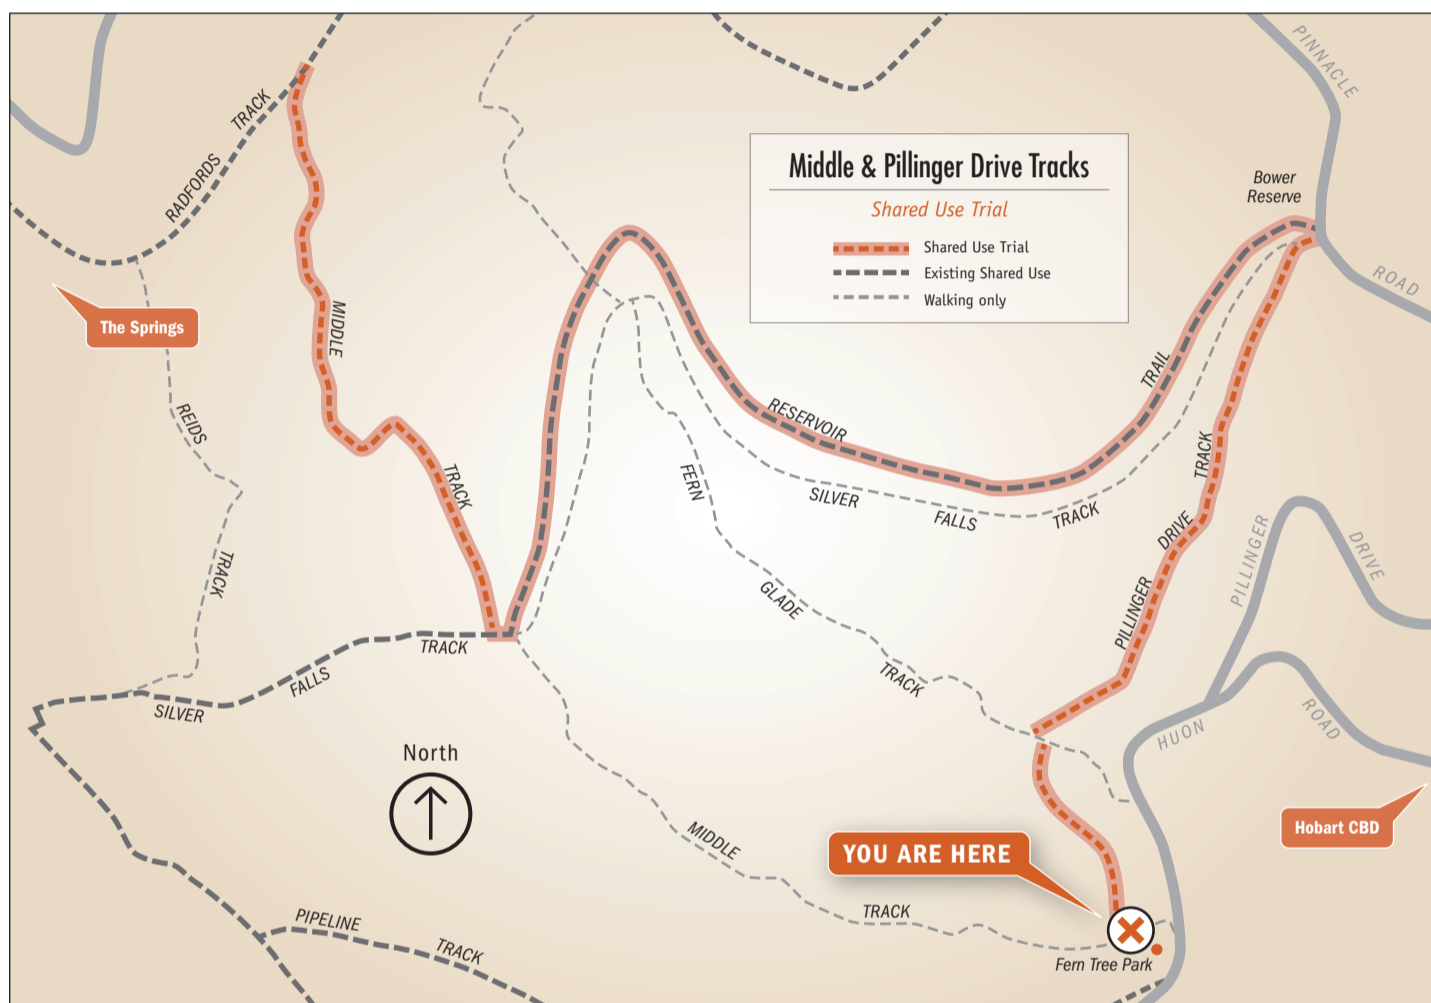 PINNACLE
ROAD
RADFORDS TRACK
Middle & Pillinger Drive Tracks
Shared Use Trial
Shared Use Trial
Existing Shared Use
Walking only
Bower
Reserve
The Springs
MIDDLE
TRACK
REIDS
TRACK
RESERVOIR
TRAIL
FERN
GLADE
TRACK
SILVER
FALLS
TRACK
PILLINGER
DRIVE
TRACK
PILLINGER
DRIVE
SILVER
FALLS
TRACK
HUON
ROAD
North
Hobart CBD
YOU ARE HERE
MIDDLE
TRACK
PIPELINE
TRACK
Fern Tree Park